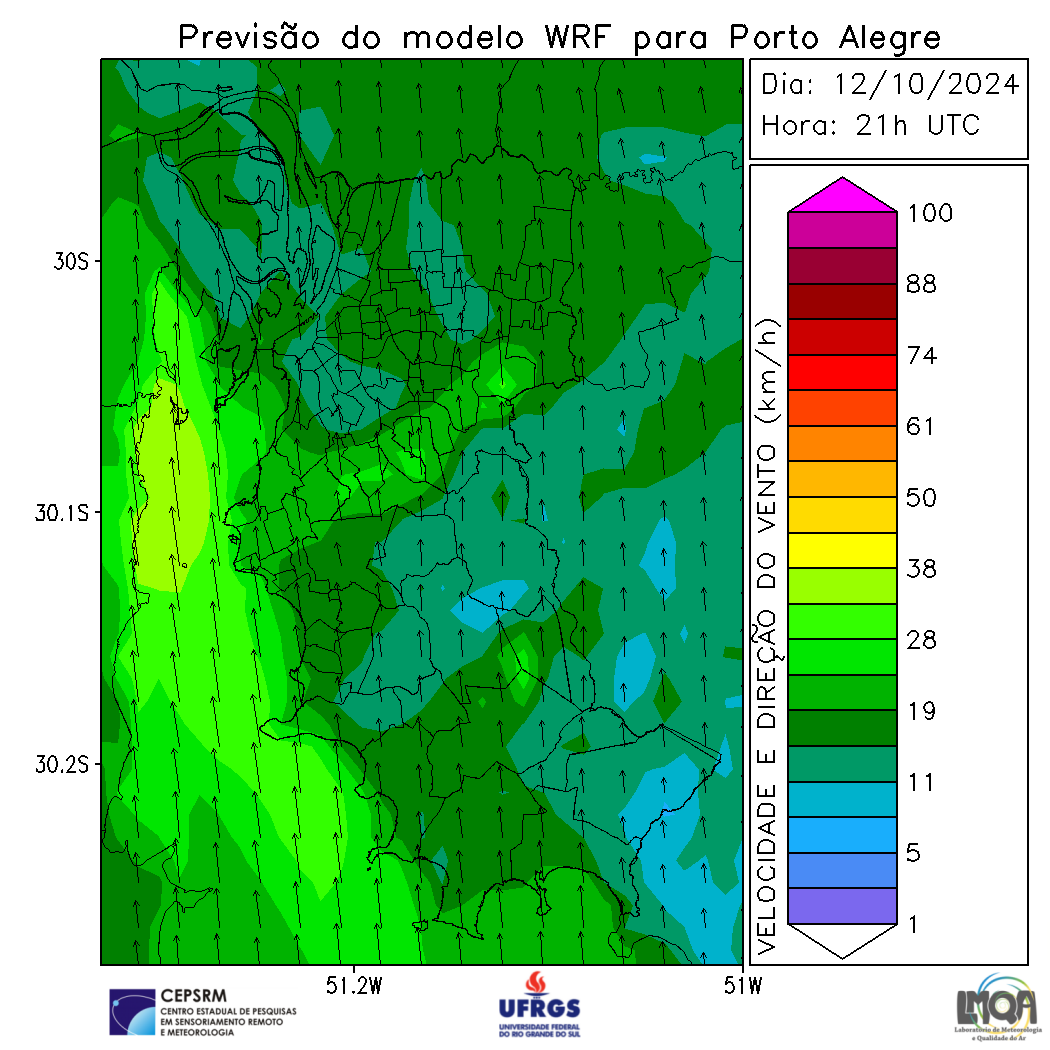 Previsão do modelo WRF para Porto Alegre
Dia: 12/10/2024
Hora: 21h UTC
30S
30.1S
30.2S
51.2W
51W
VELOCIDADE E DIREÇÃO DO VENTO (km/h)
100
88
74
61
50
38
28
19
11
5
1
CEPSRM
CENTRO ESTADUAL DE PESQUISAS
EM SENSORIAMENTO REMOTO
E METEOROLOGIA
UFRGS
UNIVERSIDADE FEDERAL
DO RIO GRANDE DO SUL
LMQA
Laboratório de Meteorologia
e Qualidade do Ar